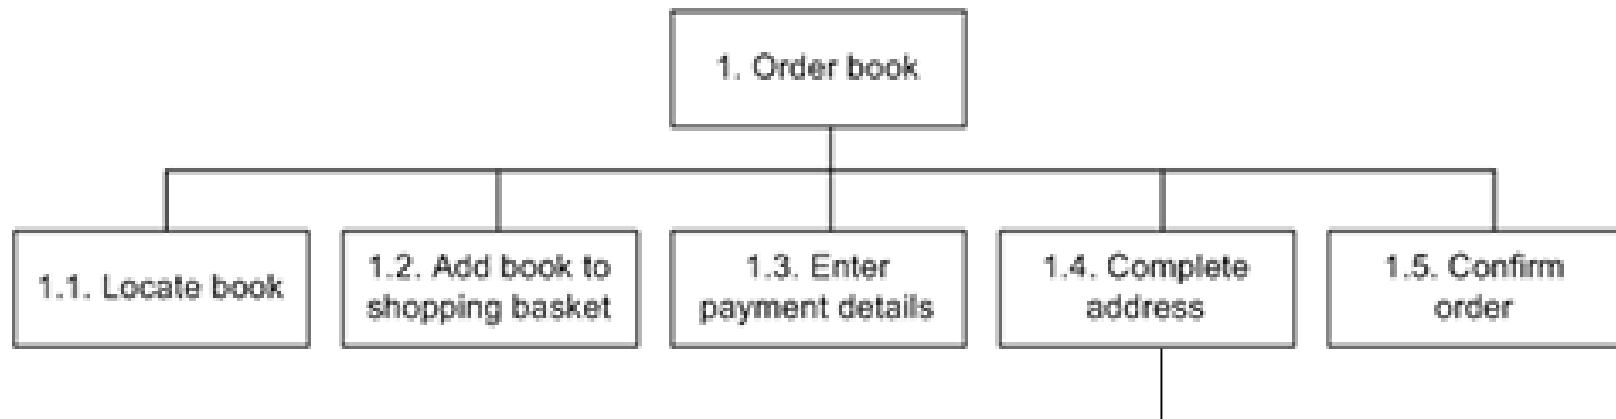 1. Order book
1.1. Locate book
1.2. Add book to
shopping basket
1.3. Enter
payment details
1.4. Complete
address
1.5. Confirm
order